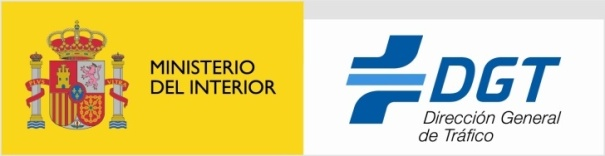 MINISTERIO
DEL INTERIOR
DGT
Dirección General
de Tráfico